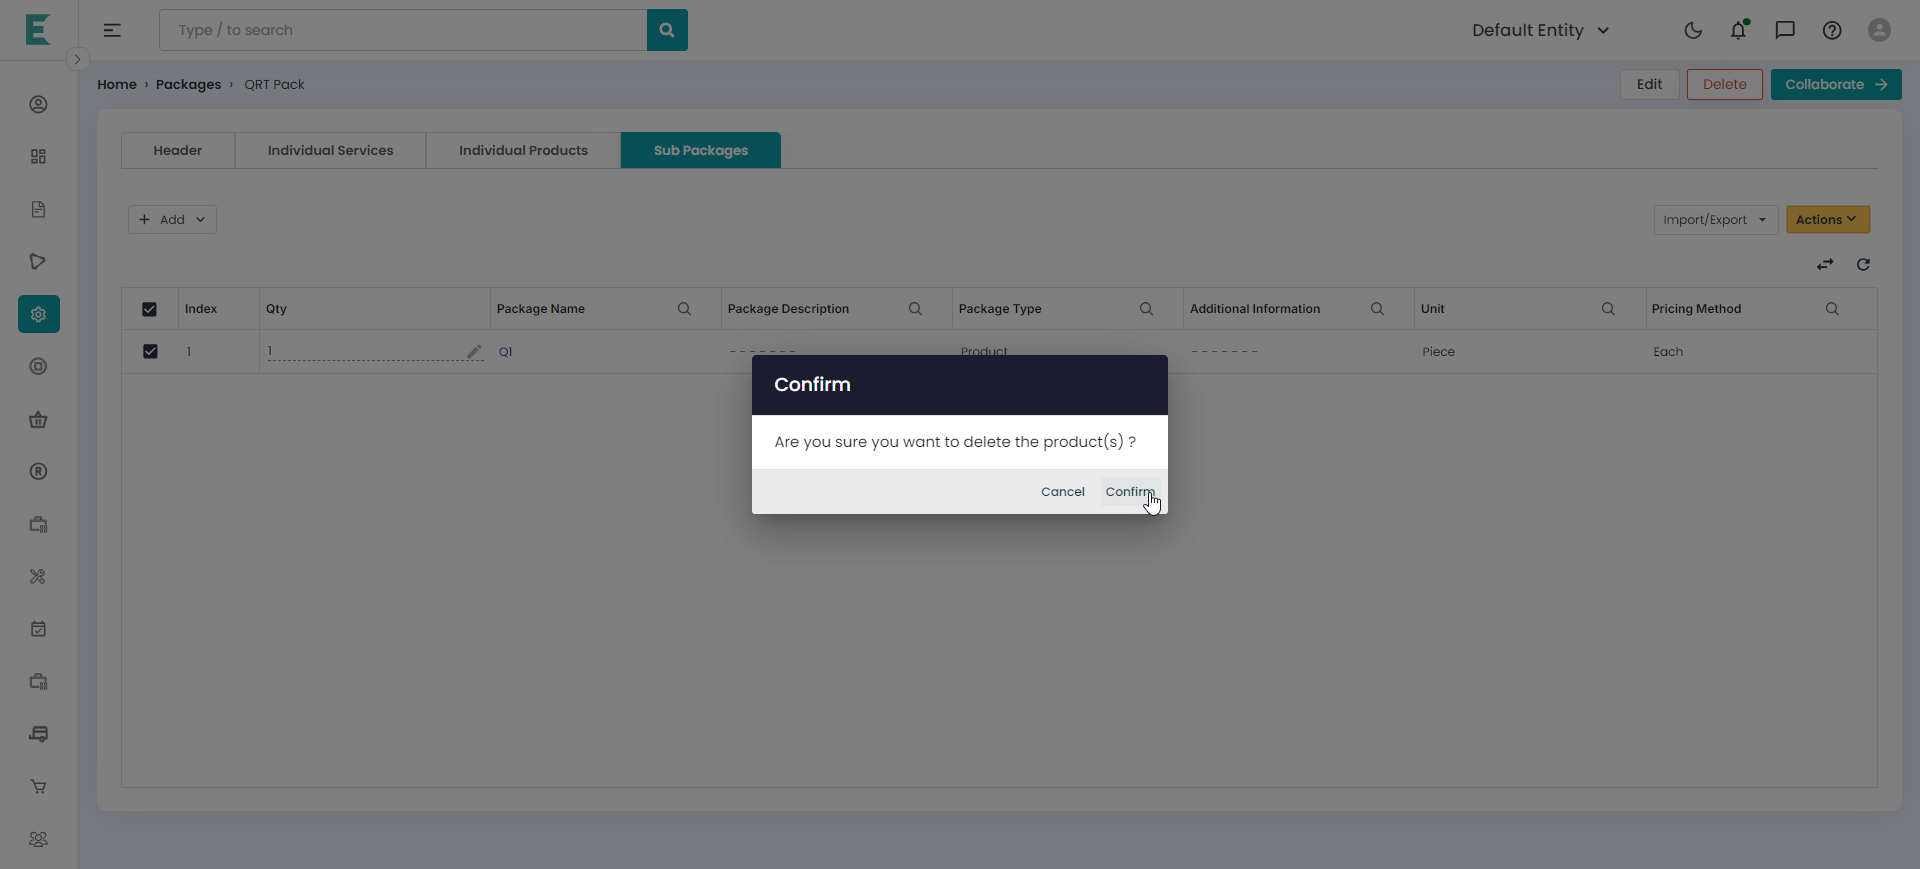 Type / to search
Default Entity
Home › Packages › QRT Pack
Edit
Delete
Collaborate
Header
Individual Services
Individual Products
Sub Packages
+ Add
Import/Export
Actions
Index
Qty
Package Name
Package Description
Package Type
Additional Information
Unit
Pricing Method
1
1
Q1
-------
Product
-------
Piece
Each
Confirm
Are you sure you want to delete the product(s) ?
Cancel
Confirm